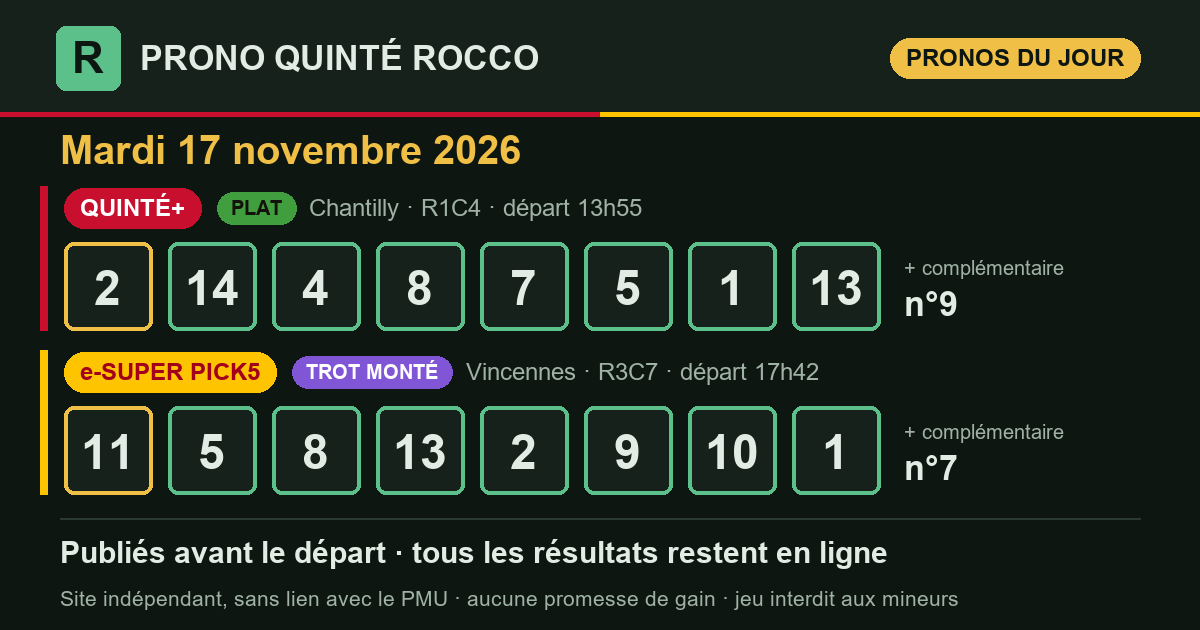 R PRONO QUINTÉ ROCCO PRONOS DU JOUR
Mardi 17 novembre 2026
QUINTÉ+ PLAT Chantilly · R1C4 · départ 13h55
2 14 4 8 7 5 1 13
+ complémentaire
n°9
e-SUPER PICK5 TROT MONTÉ Vincennes · R3C7 · départ 17h42
11 5 8 13 2 9 10 1
+ complémentaire
n°7
Publiés avant le départ · tous les résultats restent en ligne
Site indépendant, sans lien avec le PMU · aucune promesse de gain · jeu interdit aux mineurs